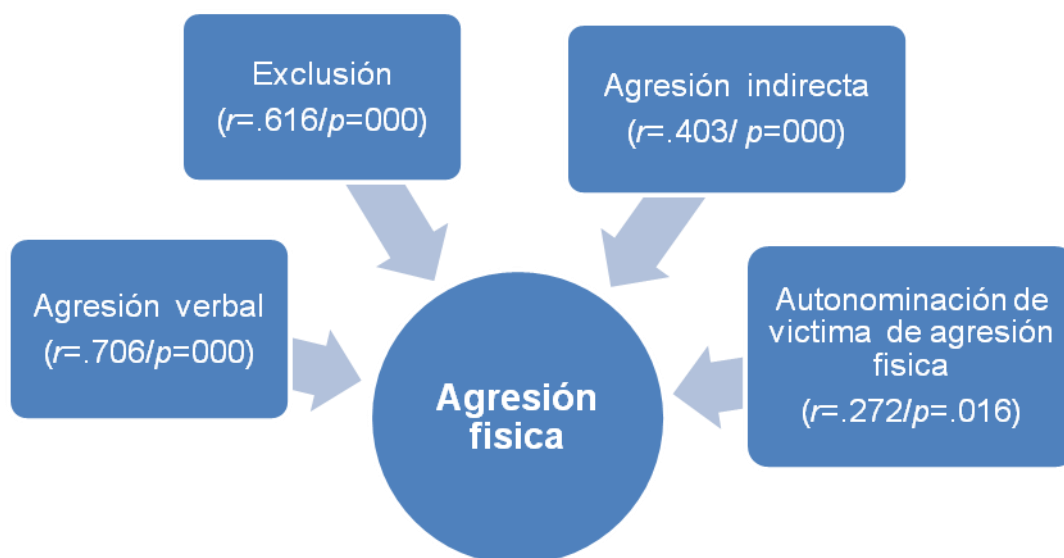 Exclusión
(r=.616/p=000)
Agresión indirecta
(r=.403/ p=000)
Agresión verbal
(r=.706/p=000)
Autonominación de
victima de agresión
fisica
(r=.272/p=.016)
Agresión
fisica